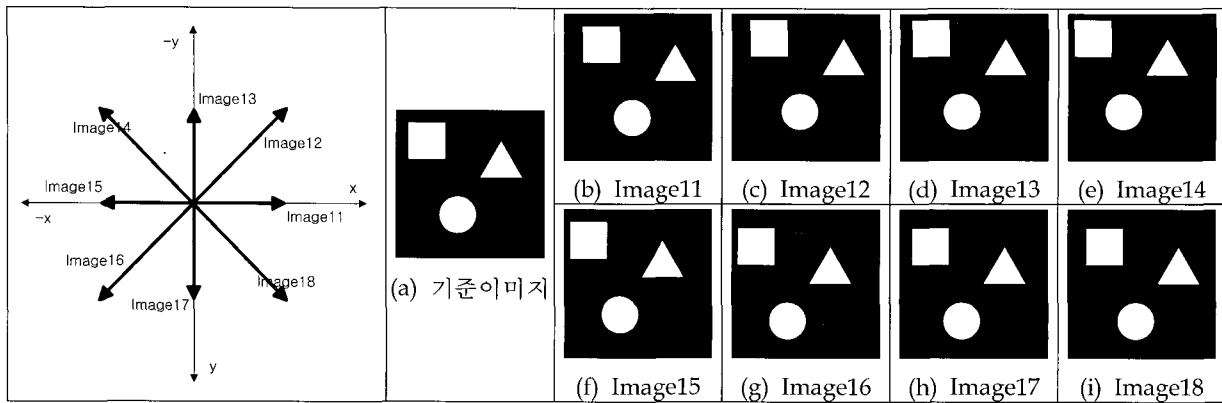 -y
Image13
Image14
Image12
Image15
x
-x
Image11
Image16
Image18
Image17
y
(a) 기준이미지
(b) Image11
(c) Image12
(d) Image13
(e) Image14
(f) Image15
(g) Image16
(h) Image17
(i) Image18